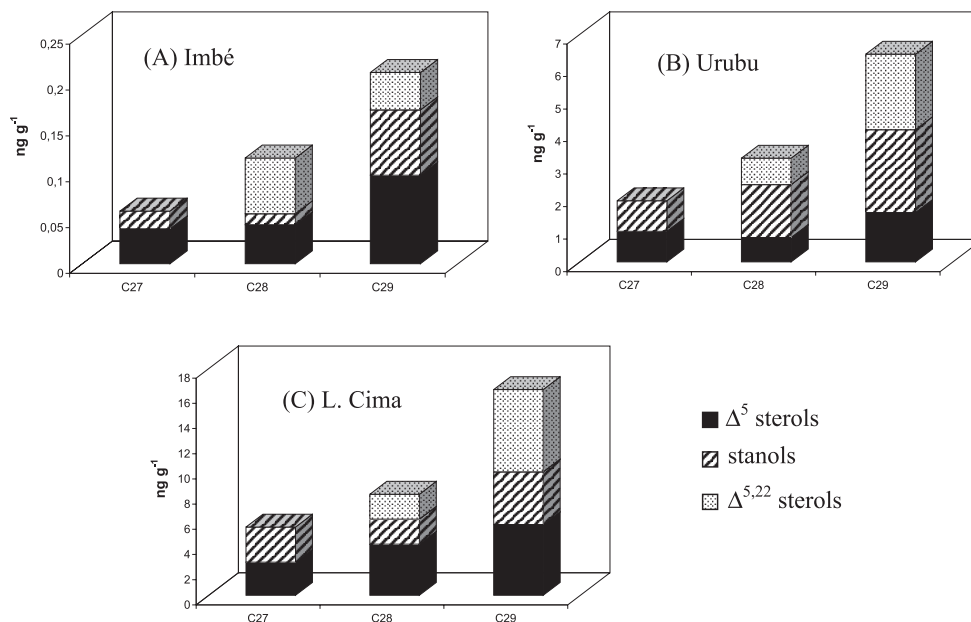 (A) Imbé
ng g⁻¹
0,25
0,2
0,15
0,1
0,05
0
C27 C28 C29
(B) Urubu
ng g⁻¹
7
6
5
4
3
2
1
0
C27 C28 C29
(C) L. Cima
ng g⁻¹
18
16
14
12
10
8
6
4
2
0
C27 C28 C29
Δ⁵ sterols
stanols
Δ⁵,²² sterols